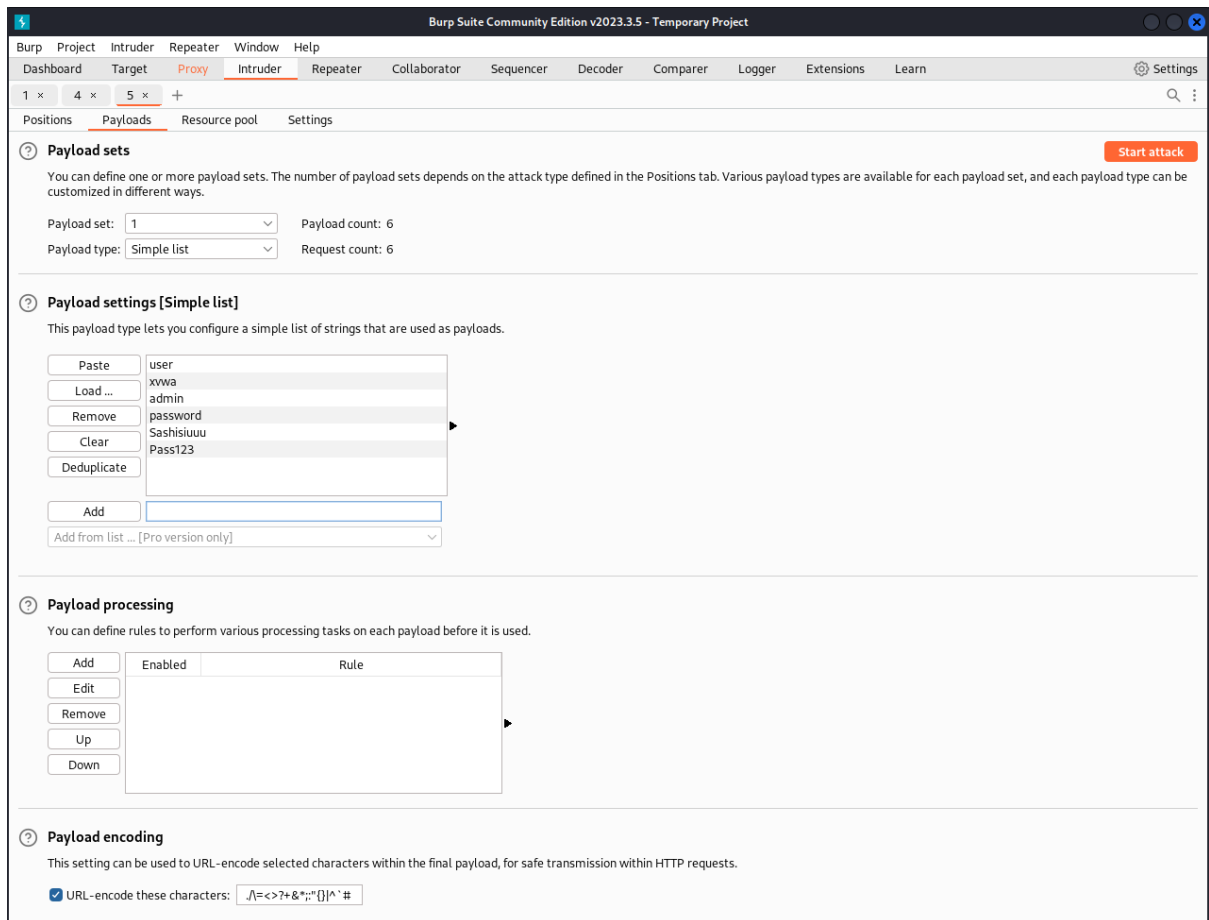 Burp Suite Community Edition v2023.3.5 - Temporary Project
Burp Project Intruder Repeater Window Help
Dashboard Target Proxy Intruder Repeater Collaborator Sequencer Decoder Comparer Logger Extensions Learn Settings
1 × 4 × 5 × +
Positions Payloads Resource pool Settings
? Payload sets
Start attack
You can define one or more payload sets. The number of payload sets depends on the attack type defined in the Positions tab. Various payload types are available for each payload set, and each payload type can be
customized in different ways.
Payload set: 1 Payload count: 6
Payload type: Simple list Request count: 6
? Payload settings [Simple list]
This payload type lets you configure a simple list of strings that are used as payloads.
Paste
Load ...
Remove
Clear
Deduplicate
user
xvwa
admin
password
Sashisiuuu
Pass123
Add
Add from list ... [Pro version only]
? Payload processing
You can define rules to perform various processing tasks on each payload before it is used.
Add
Edit
Remove
Up
Down
Enabled Rule
? Payload encoding
This setting can be used to URL-encode selected characters within the final payload, for safe transmission within HTTP requests.
URL-encode these characters: ./\=<>?+&*;:"{}|^`#